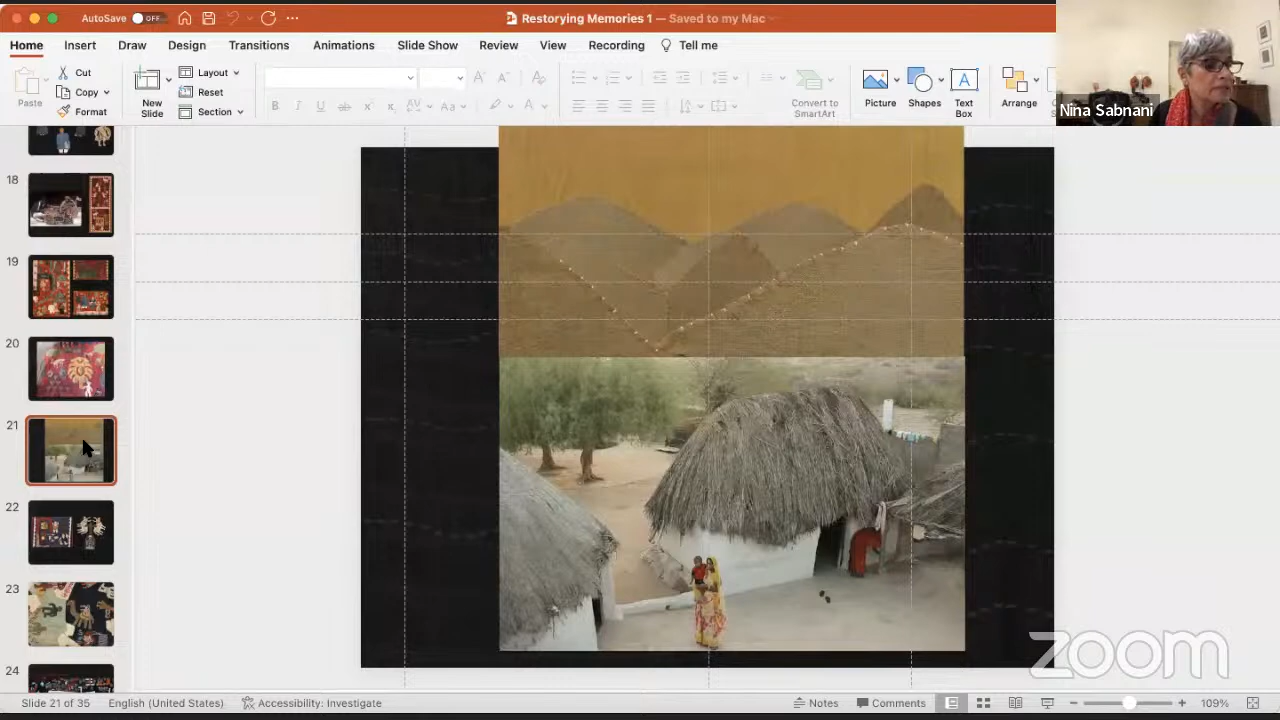 AutoSave OFF
Restorying Memories 1 — Saved to my Mac
Home Insert Draw Design Transitions Animations Slide Show Review View Recording Tell me
Paste
Cut
Copy
Format
New
Slide
Layout
Reset
Section
Convert to
SmartArt
Picture
Shapes
Text
Box
Arrange
Nina Sabnani
18
19
20
21
22
23
24
zoom
Slide 21 of 35 English (United States) Accessibility: Investigate Notes Comments 109%